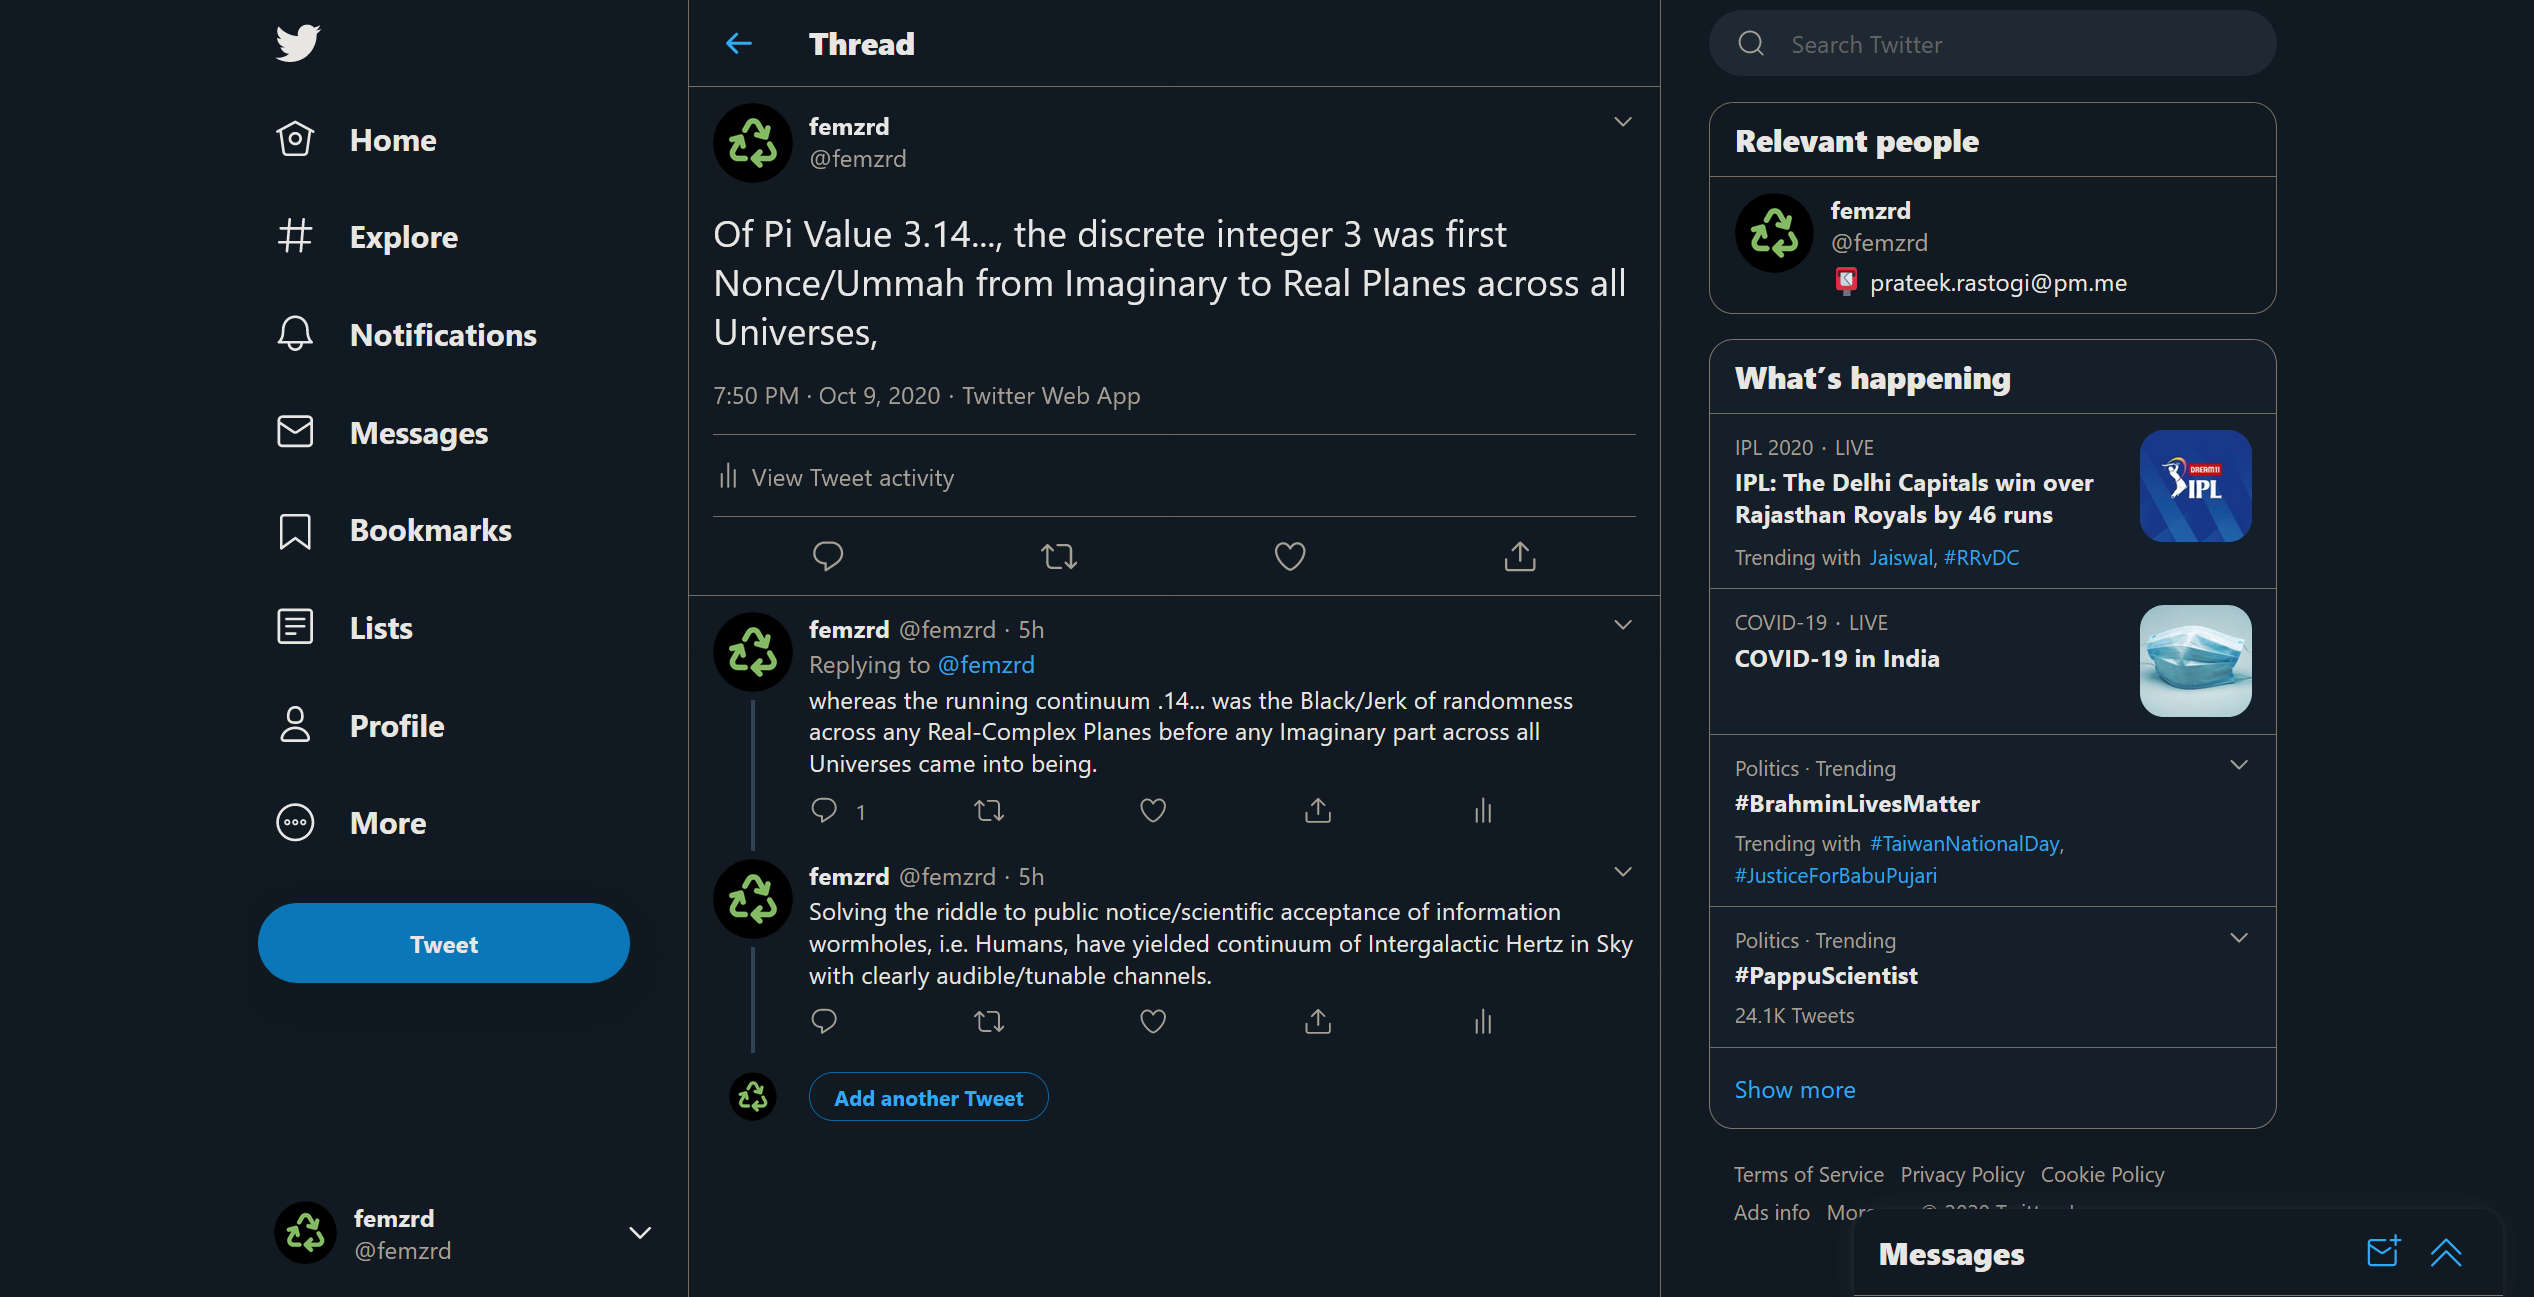 Home
Explore
Notifications
Messages
Bookmarks
Lists
Profile
More
Tweet
femzrd
@femzrd
Thread
femzrd
@femzrd
Of Pi Value 3.14..., the discrete integer 3 was first
Nonce/Ummah from Imaginary to Real Planes across all
Universes,
7:50 PM · Oct 9, 2020 · Twitter Web App
View Tweet activity
femzrd @femzrd · 5h
Replying to @femzrd
whereas the running continuum .14... was the Black/Jerk of randomness
across any Real-Complex Planes before any Imaginary part across all
Universes came into being.
1
femzrd @femzrd · 5h
Solving the riddle to public notice/scientific acceptance of information
wormholes, i.e. Humans, have yielded continuum of Intergalactic Hertz in Sky
with clearly audible/tunable channels.
Add another Tweet
Search Twitter
Relevant people
femzrd
@femzrd
prateek.rastogi@pm.me
What's happening
IPL 2020 · LIVE
IPL: The Delhi Capitals win over
Rajasthan Royals by 46 runs
Trending with Jaiswal, #RRvDC
DREAM11
IPL
COVID-19 · LIVE
COVID-19 in India
Politics · Trending
#BrahminLivesMatter
Trending with #TaiwanNationalDay,
#JusticeForBabuPujari
Politics · Trending
#PappuScientist
24.1K Tweets
Show more
Terms of Service Privacy Policy Cookie Policy
Ads info
Messages